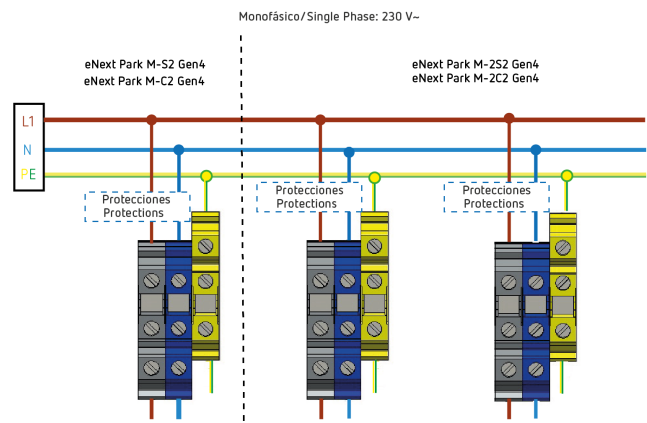 Monofásico/Single Phase: 230 V~
eNext Park M-S2 Gen4
eNext Park M-C2 Gen4
eNext Park M-2S2 Gen4
eNext Park M-2C2 Gen4
L1
N
PE
Protecciones
Protections
Protecciones
Protections
Protecciones
Protections